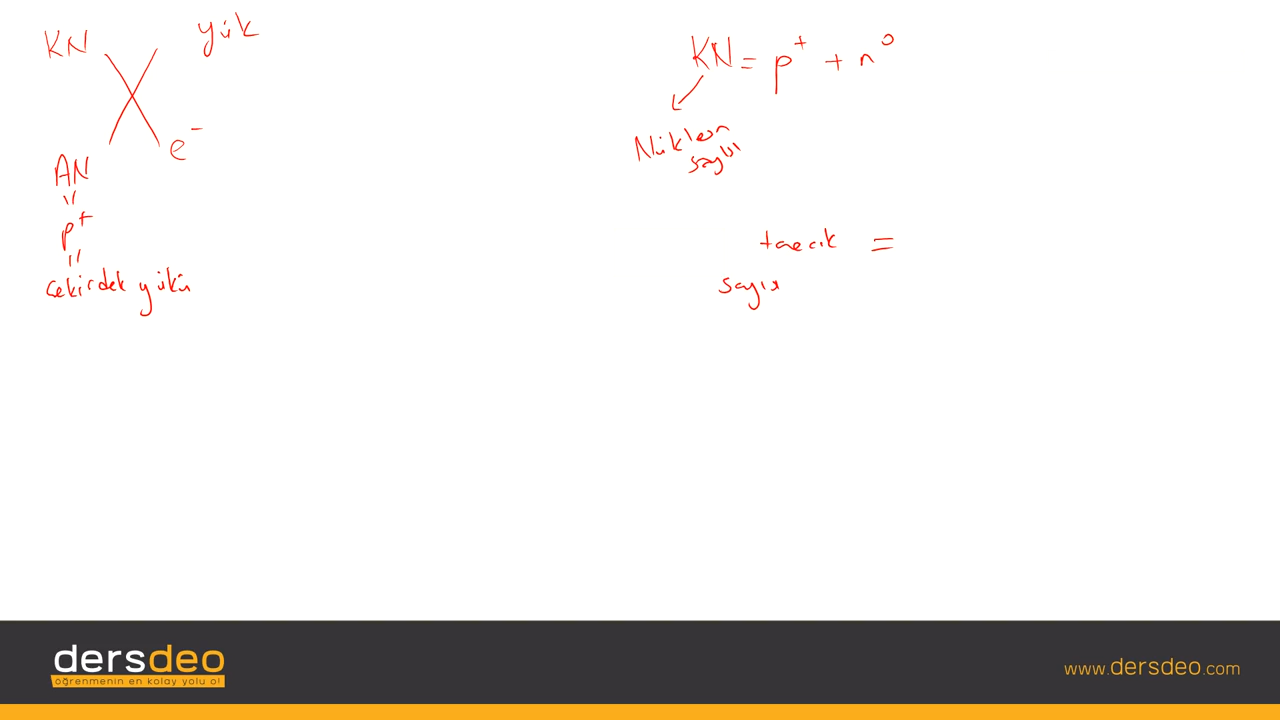 KN
yük
AN
e⁻
=
p⁺
=
Çekirdek yükü
KN = p⁺ + n⁰
Nükleon
sayısı
tanecik =
sayısı
dersdeo
öğrenmenin en kolay yolu o!
www.dersdeo.com